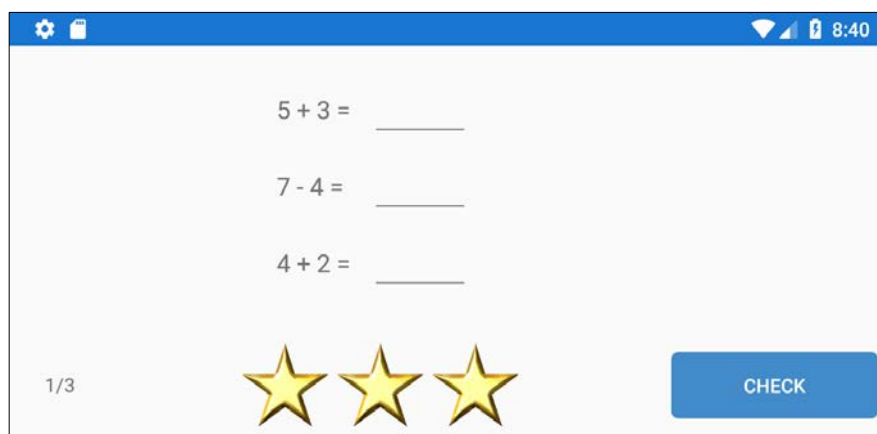 8:40
5 + 3 =
7 - 4 =
4 + 2 =
1/3
CHECK